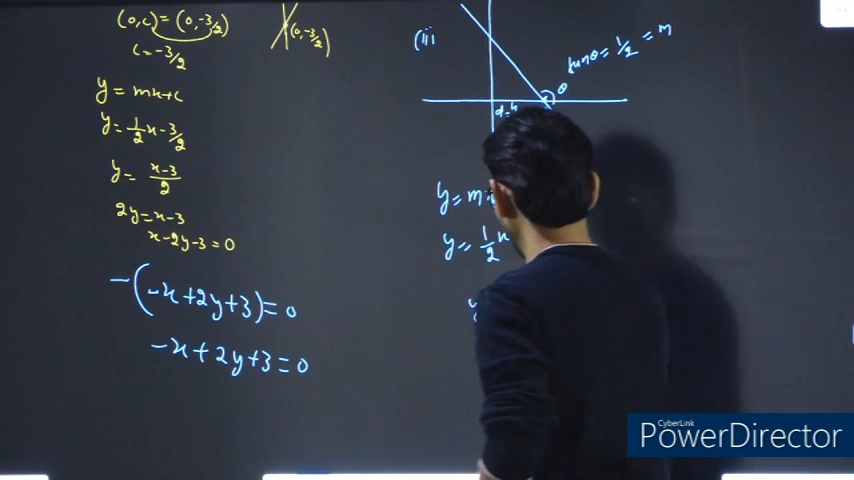 (0,c) = (0,-3/2)
(0,-3/2)
c = -3/2
y = mx+c
y = 1/2 x - 3/2
y = x-3/2
2y = x-3
x-2y-3 = 0
-(-x+2y+3) = 0
-x+2y+3 = 0
(iii
tanθ = 1/2 = m
θ
y = m
y = 1/2 x
y
CyberLink
PowerDirector